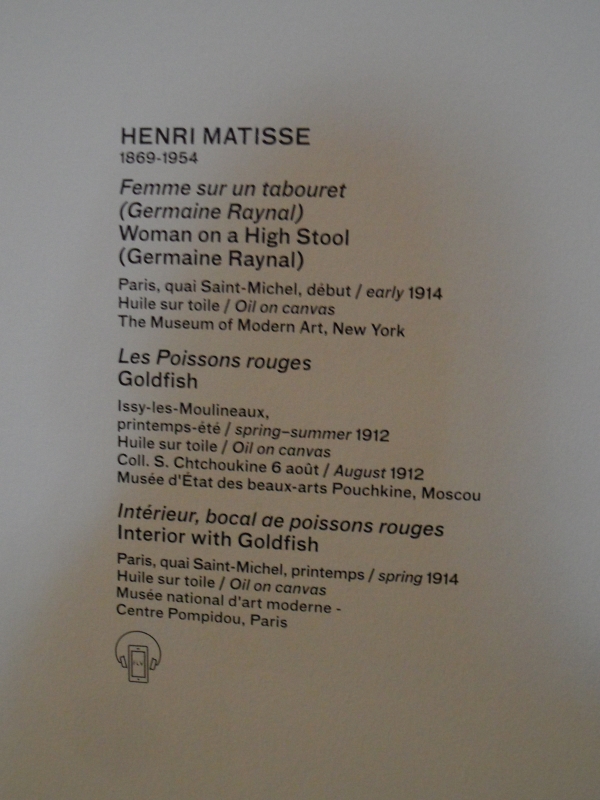 HENRI MATISSE
1869-1954
Femme sur un tabouret
(Germaine Raynal)
Woman on a High Stool
(Germaine Raynal)
Paris, quai Saint-Michel, début / early 1914
Huile sur toile / Oil on canvas
The Museum of Modern Art, New York
Les Poissons rouges
Goldfish
Issy-les-Moulineaux,
printemps-été / spring–summer 1912
Huile sur toile / Oil on canvas
Coll. S. Chtchoukine 6 août / August 1912
Musée d'État des beaux-arts Pouchkine, Moscou
Intérieur, bocal de poissons rouges
Interior with Goldfish
Paris, quai Saint-Michel, printemps / spring 1914
Huile sur toile / Oil on canvas
Musée national d'art moderne -
Centre Pompidou, Paris